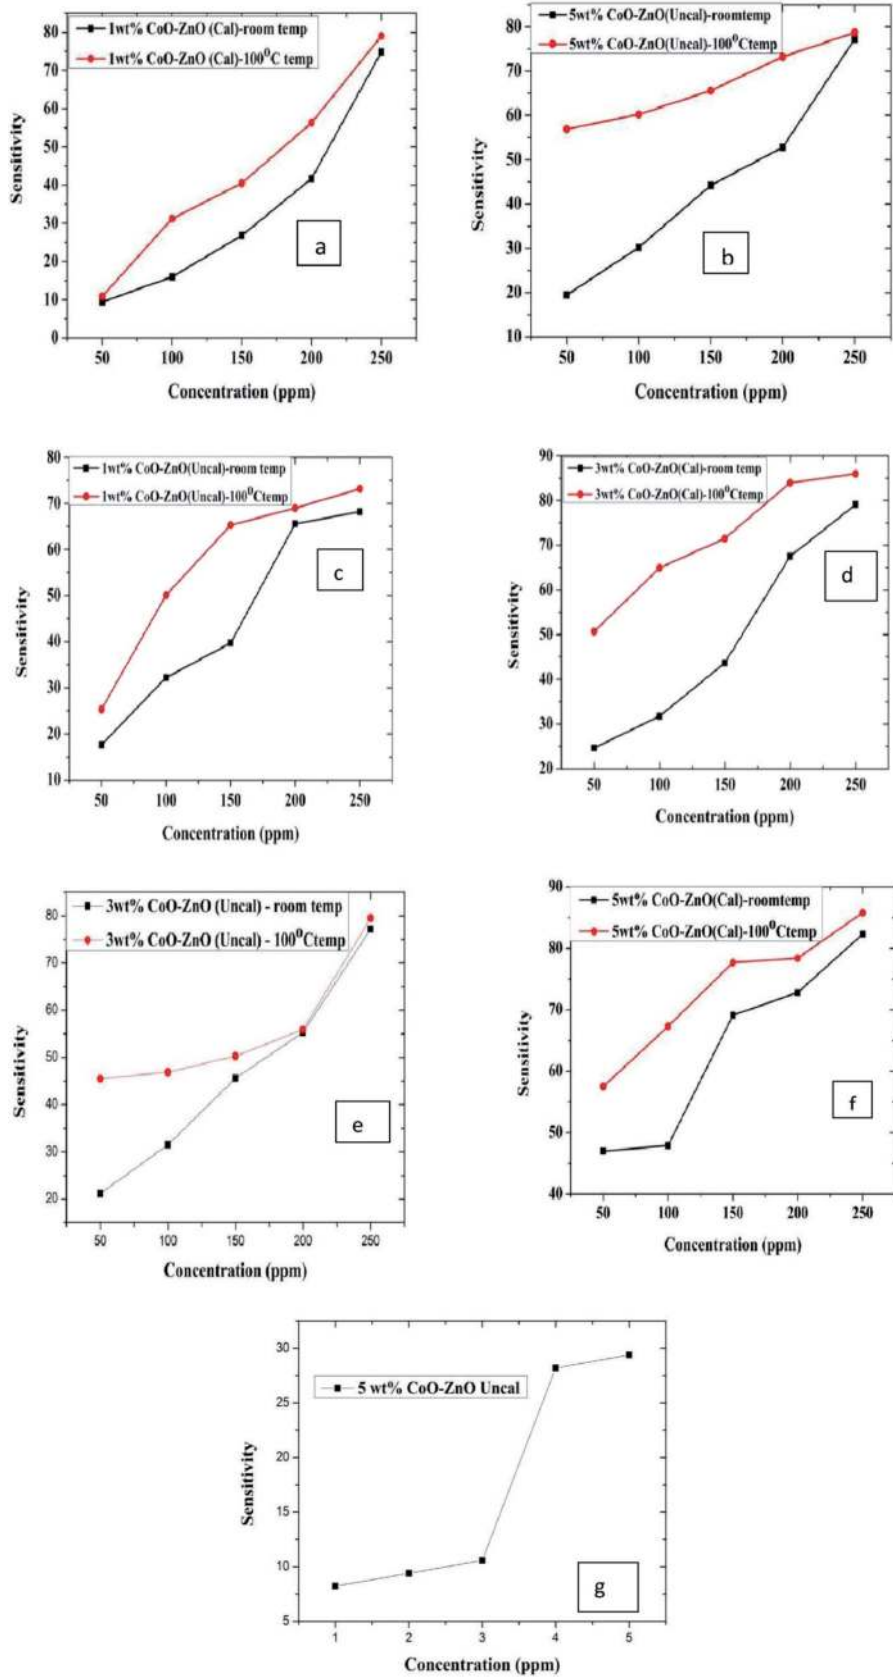 1wt% CoO-ZnO (Cal)-room temp
1wt% CoO-ZnO (Cal)-100⁰C temp
80
70
60
50
40
30
20
10
0
Sensitivity
a
50 100 150 200 250
Concentration (ppm)
5wt% CoO-ZnO(Uncal)-roomtemp
5wt% CoO-ZnO(Uncal)-100⁰Ctemp
80
70
60
50
40
30
20
10
Sensitivity
b
50 100 150 200 250
Concentration (ppm)
1wt% CoO-ZnO(Uncal)-room temp
1wt% CoO-ZnO(Uncal)-100⁰Ctemp
80
70
60
50
40
30
20
10
Sensitivity
c
50 100 150 200 250
Concentration (ppm)
3wt% CoO-ZnO(Cal)-room temp
3wt% CoO-ZnO(Cal)-100⁰Ctemp
90
80
70
60
50
40
30
20
Sensitivity
d
50 100 150 200 250
Concentration (ppm)
3wt% CoO-ZnO (Uncal) - room temp
3wt% CoO-ZnO (Uncal) - 100⁰Ctemp
80
70
60
50
40
30
20
Sensitivity
e
50 100 150 200 250
Concentration (ppm)
5wt% CoO-ZnO(Cal)-roomtemp
5wt% CoO-ZnO(Cal)-100⁰Ctemp
90
80
70
60
50
40
Sensitivity
f
50 100 150 200 250
Concentration (ppm)
5 wt% CoO-ZnO Uncal
30
25
20
15
10
5
Sensitivity
g
1 2 3 4 5
Concentration (ppm)